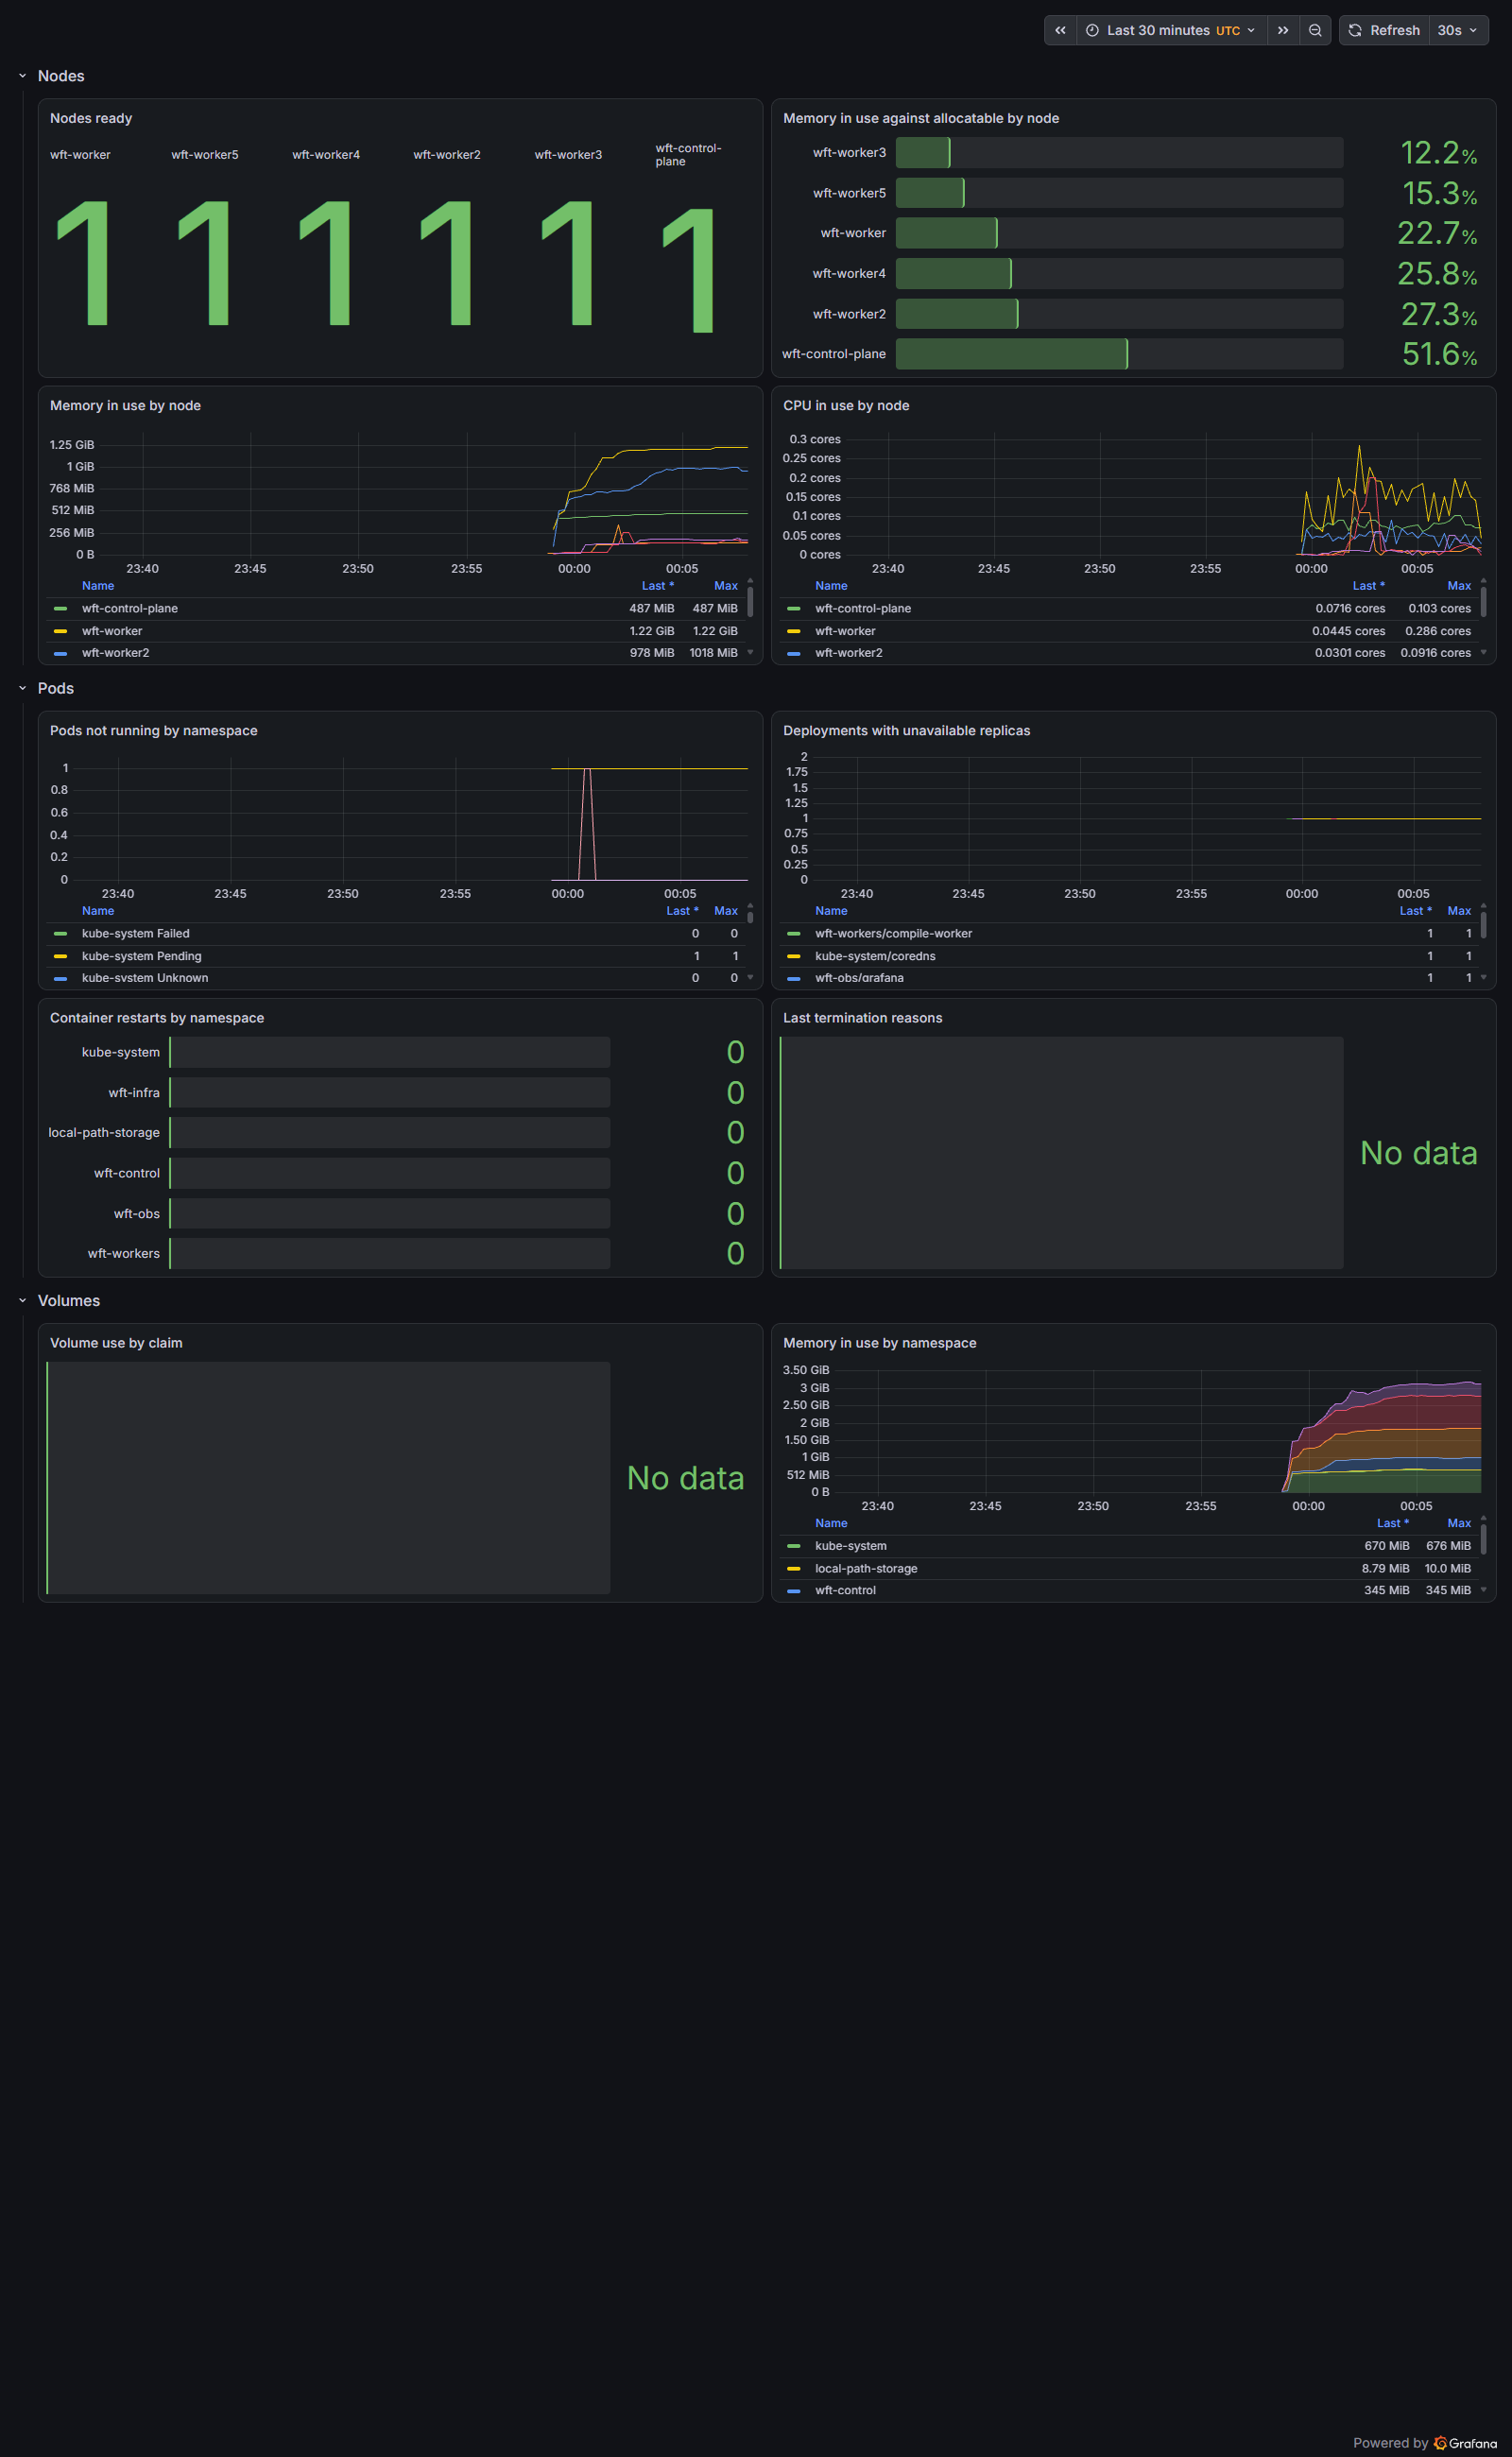 Last 30 minutes UTC
Refresh
30s
Nodes
Nodes ready
wft-worker
wft-worker5
wft-worker4
wft-worker2
wft-worker3
wft-control-
plane
1
1
1
1
1
1
Memory in use against allocatable by node
wft-worker3 12.2%
wft-worker5 15.3%
wft-worker 22.7%
wft-worker4 25.8%
wft-worker2 27.3%
wft-control-plane 51.6%
Memory in use by node
1.25 GiB
1 GiB
768 MiB
512 MiB
256 MiB
0 B
23:40 23:45 23:50 23:55 00:00 00:05
Name Last * Max
wft-control-plane 487 MiB 487 MiB
wft-worker 1.22 GiB 1.22 GiB
wft-worker2 978 MiB 1018 MiB
CPU in use by node
0.3 cores
0.25 cores
0.2 cores
0.15 cores
0.1 cores
0.05 cores
0 cores
23:40 23:45 23:50 23:55 00:00 00:05
Name Last * Max
wft-control-plane 0.0716 cores 0.103 cores
wft-worker 0.0445 cores 0.286 cores
wft-worker2 0.0301 cores 0.0916 cores
Pods
Pods not running by namespace
1
0.8
0.6
0.4
0.2
0
23:40 23:45 23:50 23:55 00:00 00:05
Name Last * Max
kube-system Failed 0 0
kube-system Pending 1 1
kube-system Unknown 0 0
Deployments with unavailable replicas
2
1.75
1.5
1.25
1
0.75
0.5
0.25
0
23:40 23:45 23:50 23:55 00:00 00:05
Name Last * Max
wft-workers/compile-worker 1 1
kube-system/coredns 1 1
wft-obs/grafana 1 1
Container restarts by namespace
kube-system 0
wft-infra 0
local-path-storage 0
wft-control 0
wft-obs 0
wft-workers 0
Last termination reasons
No data
Volumes
Volume use by claim
No data
Memory in use by namespace
3.50 GiB
3 GiB
2.50 GiB
2 GiB
1.50 GiB
1 GiB
512 MiB
0 B
23:40 23:45 23:50 23:55 00:00 00:05
Name Last * Max
kube-system 670 MiB 676 MiB
local-path-storage 8.79 MiB 10.0 MiB
wft-control 345 MiB 345 MiB
Powered by Grafana